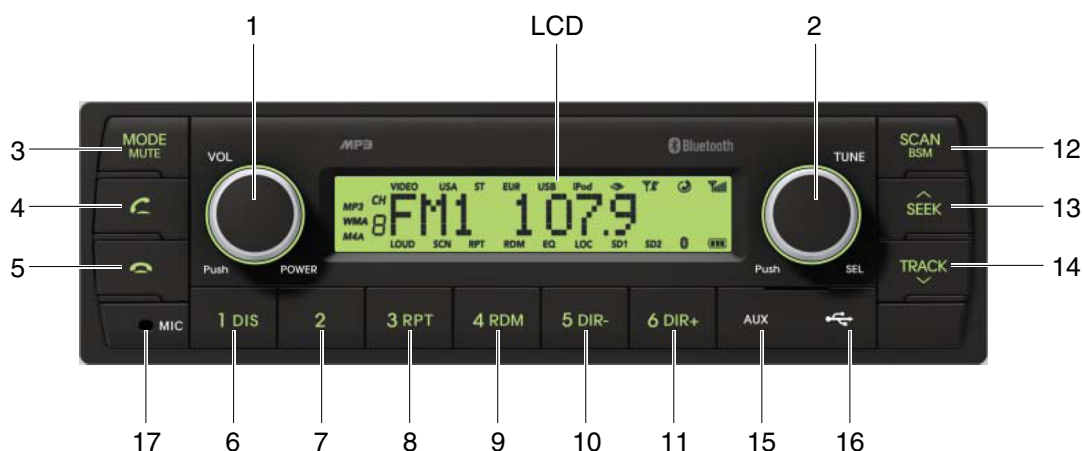 1 LCD 2
3 MODE MUTE
VOL
MP3
Bluetooth
TUNE
SCAN BSM 12
VIDEO USA ST EUR USB iPod
MP3 CH
WMA 8
M4A
FM1 107.9
LOUD SCN RPT RDM EQ LOC SD1 SD2
4
SEEK 13
5
Push POWER
Push SEL
TRACK 14
MIC
1 DIS 2 3 RPT 4 RDM 5 DIR- 6 DIR+ AUX
17 6 7 8 9 10 11 15 16